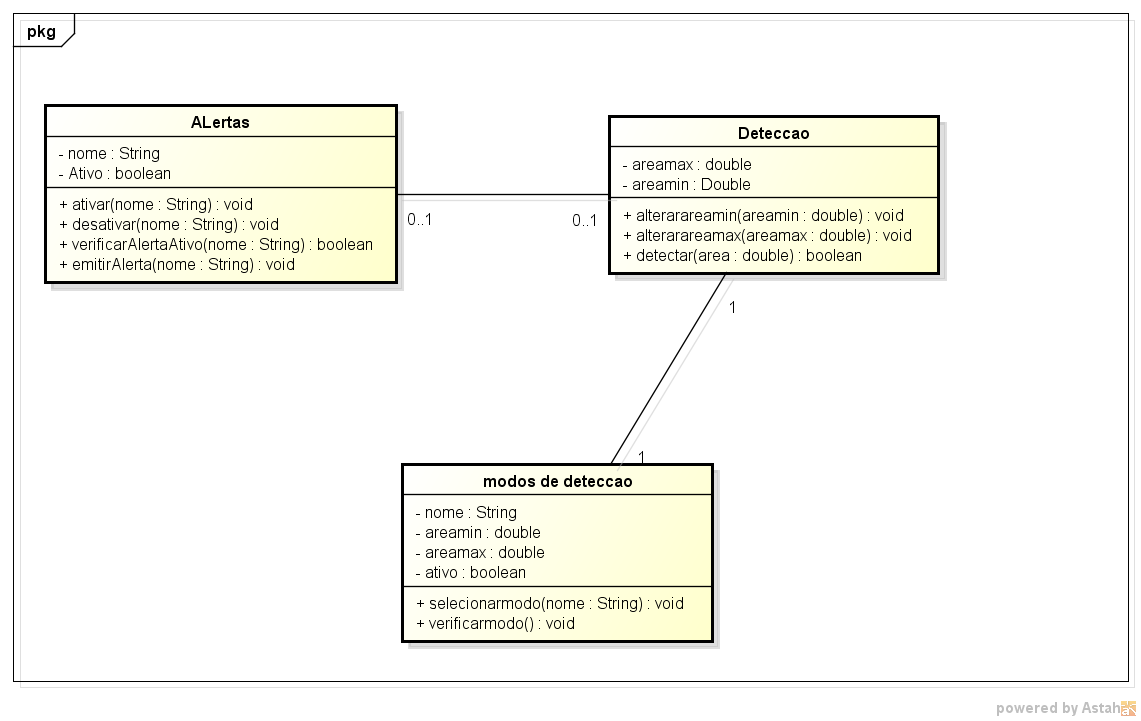 pkg
ALertas
- nome : String
- Ativo : boolean
+ ativar(nome : String) : void
+ desativar(nome : String) : void
+ verificarAlertaAtivo(nome : String) : boolean
+ emitirAlerta(nome : String) : void
0..1
0..1
Deteccao
- areamax : double
- areamin : Double
+ alterarareamin(areamin : double) : void
+ alterarareamax(areamax : double) : void
+ detectar(area : double) : boolean
1
1
modos de deteccao
- nome : String
- areamin : double
- areamax : double
- ativo : boolean
+ selecionarmodo(nome : String) : void
+ verificarmodo() : void
powered by Astah